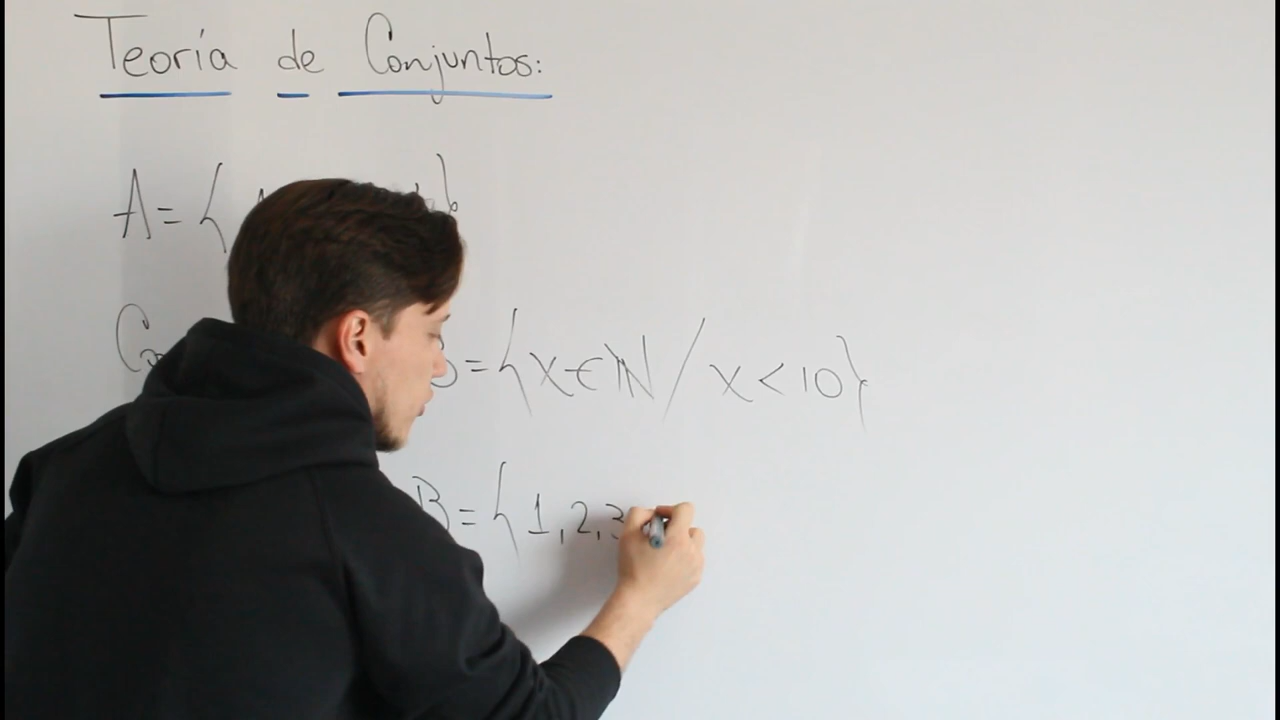 Teoría de Conjuntos:
A = {
={x∈ℕ / x<10}
B = {1,2,3